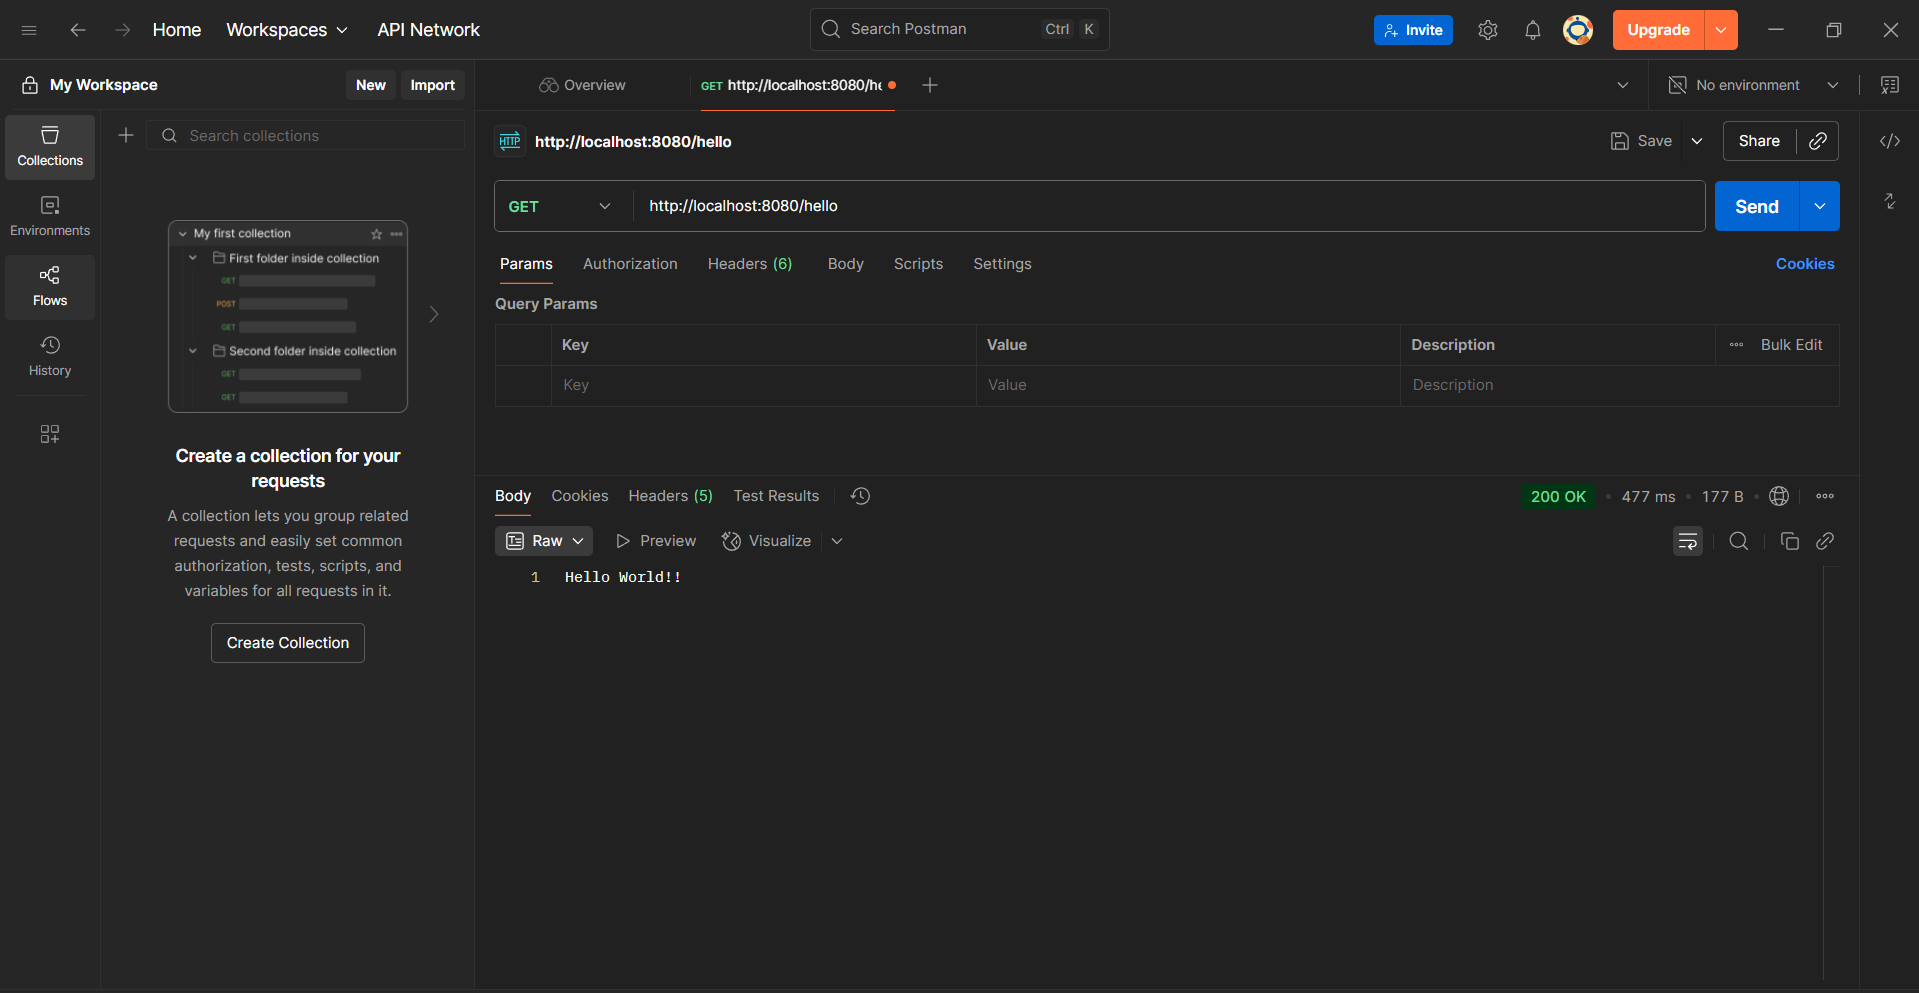 Home Workspaces API Network Search Postman Ctrl K Invite Upgrade
My Workspace New Import
Overview GET http://localhost:8080/he No environment
Collections
Environments
Flows
History
Search collections
My first collection
First folder inside collection
GET
POST
GET
Second folder inside collection
GET
GET
Create a collection for your
requests
A collection lets you group related
requests and easily set common
authorization, tests, scripts, and
variables for all requests in it.
Create Collection
HTTP http://localhost:8080/hello Save Share
GET http://localhost:8080/hello Send
Params Authorization Headers (6) Body Scripts Settings Cookies
Query Params
Key Value Description Bulk Edit
Key Value Description
Body Cookies Headers (5) Test Results 200 OK • 477 ms • 177 B •
Raw Preview Visualize
1 Hello World!!